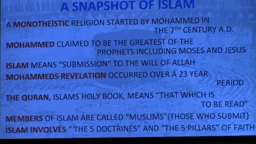 A SNAPSHOT OF ISLAM
A MONOTHEISTIC RELIGION STARTED BY MOHAMMED IN
THE 7TH CENTURY A.D.
MOHAMMED CLAIMED TO BE THE GREATEST OF THE
PROPHETS INCLUDING MOSES AND JESUS
ISLAM MEANS "SUBMISSION" TO THE WILL OF ALLAH
MOHAMMEDS REVELATION OCCURRED OVER A 23 YEAR
PERIOD
THE QURAN, ISLAMS HOLY BOOK, MEANS "THAT WHICH IS
TO BE READ"
MEMBERS OF ISLAM ARE CALLED "MUSLIMS"(THOSE WHO SUBMIT)
ISLAM INVOLVES " THE 5 DOCTRINES" AND "THE 5 PILLARS" OF FAITH